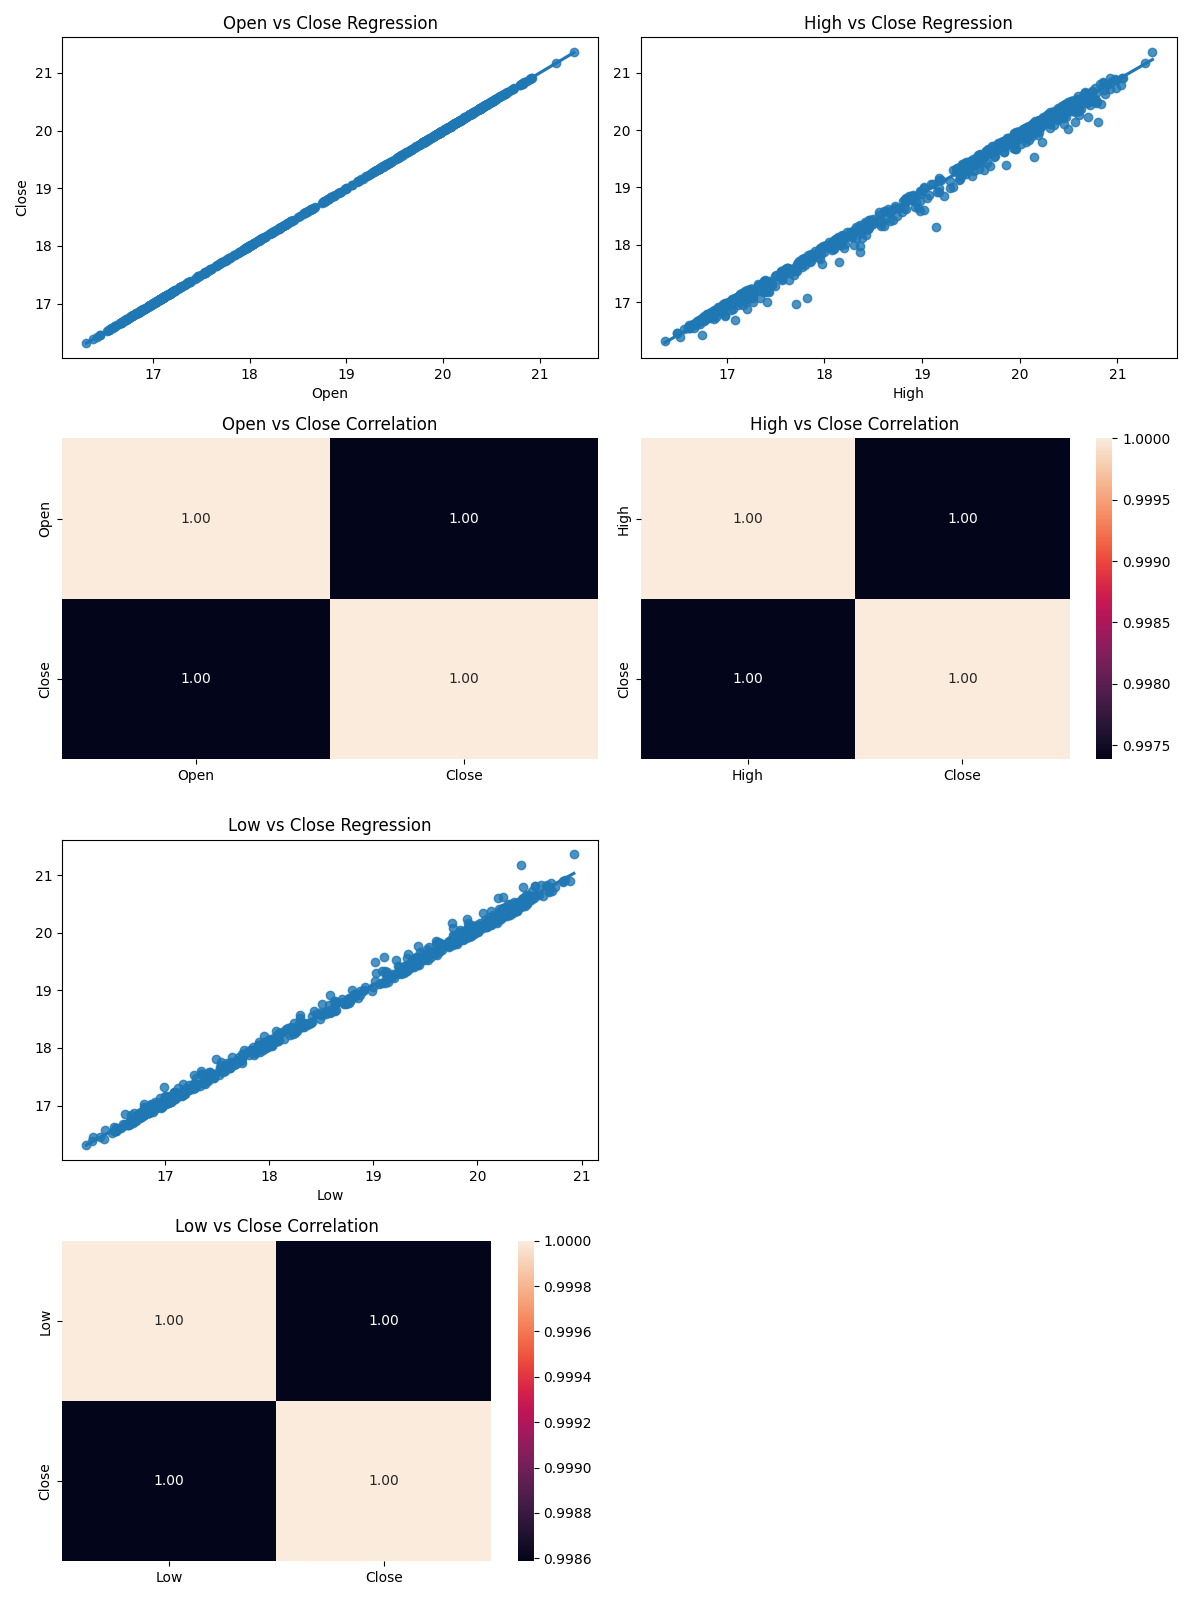 Open vs Close Regression
High vs Close Regression
21
20
19
18
17
Close
17 18 19 20 21
Open
21
20
19
18
17
17 18 19 20 21
High
Open vs Close Correlation
High vs Close Correlation
Open
1.00 1.00
Close
1.00 1.00
Open Close
High
1.00 1.00
Close
1.00 1.00
High Close
1.0000
0.9995
0.9990
0.9985
0.9980
0.9975
Low vs Close Regression
21
20
19
18
17
17 18 19 20 21
Low
Low vs Close Correlation
Low
1.00 1.00
Close
1.00 1.00
Low Close
1.0000
0.9998
0.9996
0.9994
0.9992
0.9990
0.9988
0.9986